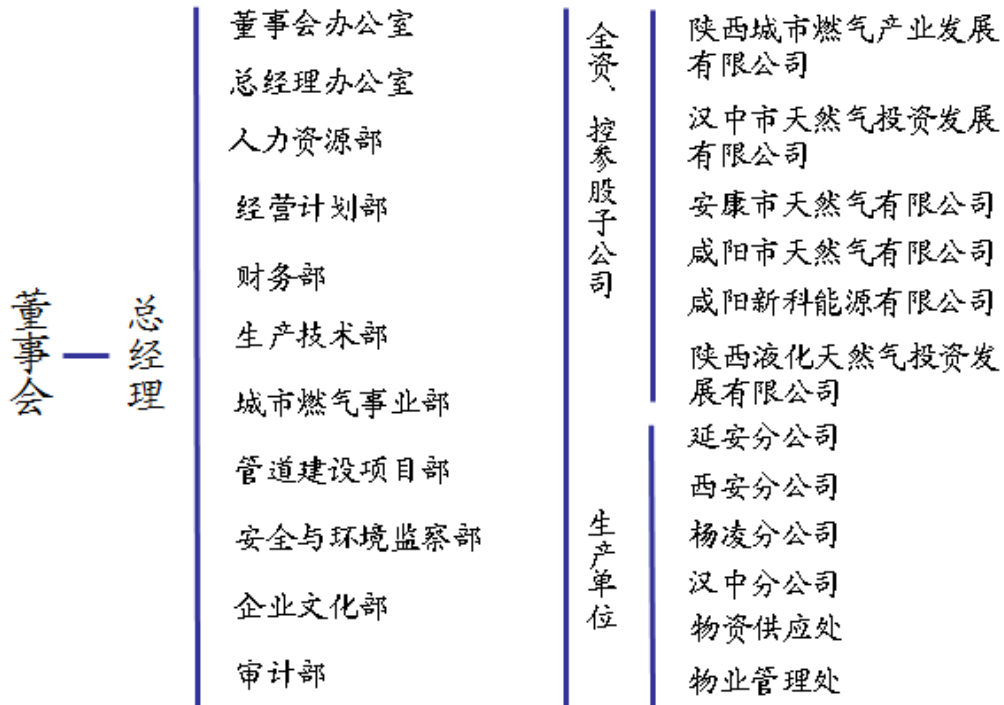 董事会
总经理
董事会办公室
总经理办公室
人力资源部
经营计划部
财务部
生产技术部
城市燃气事业部
管道建设项目部
安全与环境监察部
企业文化部
审计部
全资、控参股子公司
陕西城市燃气产业发展
有限公司
汉中市天然气投资发展
有限公司
安康市天然气有限公司
咸阳市天然气有限公司
咸阳新科能源有限公司
陕西液化天然气投资发
展有限公司
生产单位
延安分公司
西安分公司
杨凌分公司
汉中分公司
物资供应处
物业管理处